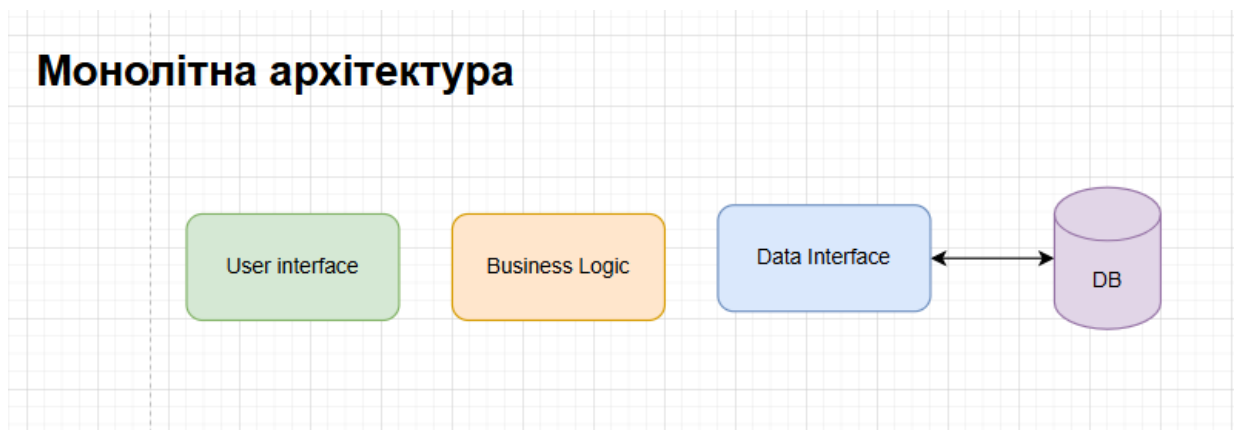 Монолітна архітектура
User interface
Business Logic
Data Interface
DB